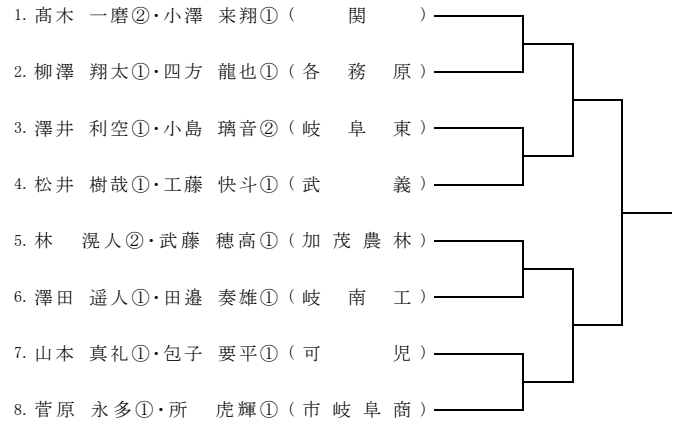 1. 髙木 一磨②・小澤 来翔① ( 関 )
2. 柳澤 翔太①・四方 龍也① ( 各 務 原 )
3. 澤井 利空①・小島 璃音② ( 岐 阜 東 )
4. 松井 樹哉①・工藤 快斗① ( 武 義 )
5. 林 滉人②・武藤 穂高① ( 加 茂 農 林 )
6. 澤田 遥人①・田邉 奏雄① ( 岐 南 工 )
7. 山本 真礼①・包子 要平① ( 可 児 )
8. 菅原 永多①・所 虎輝① ( 市 岐 阜 商 )